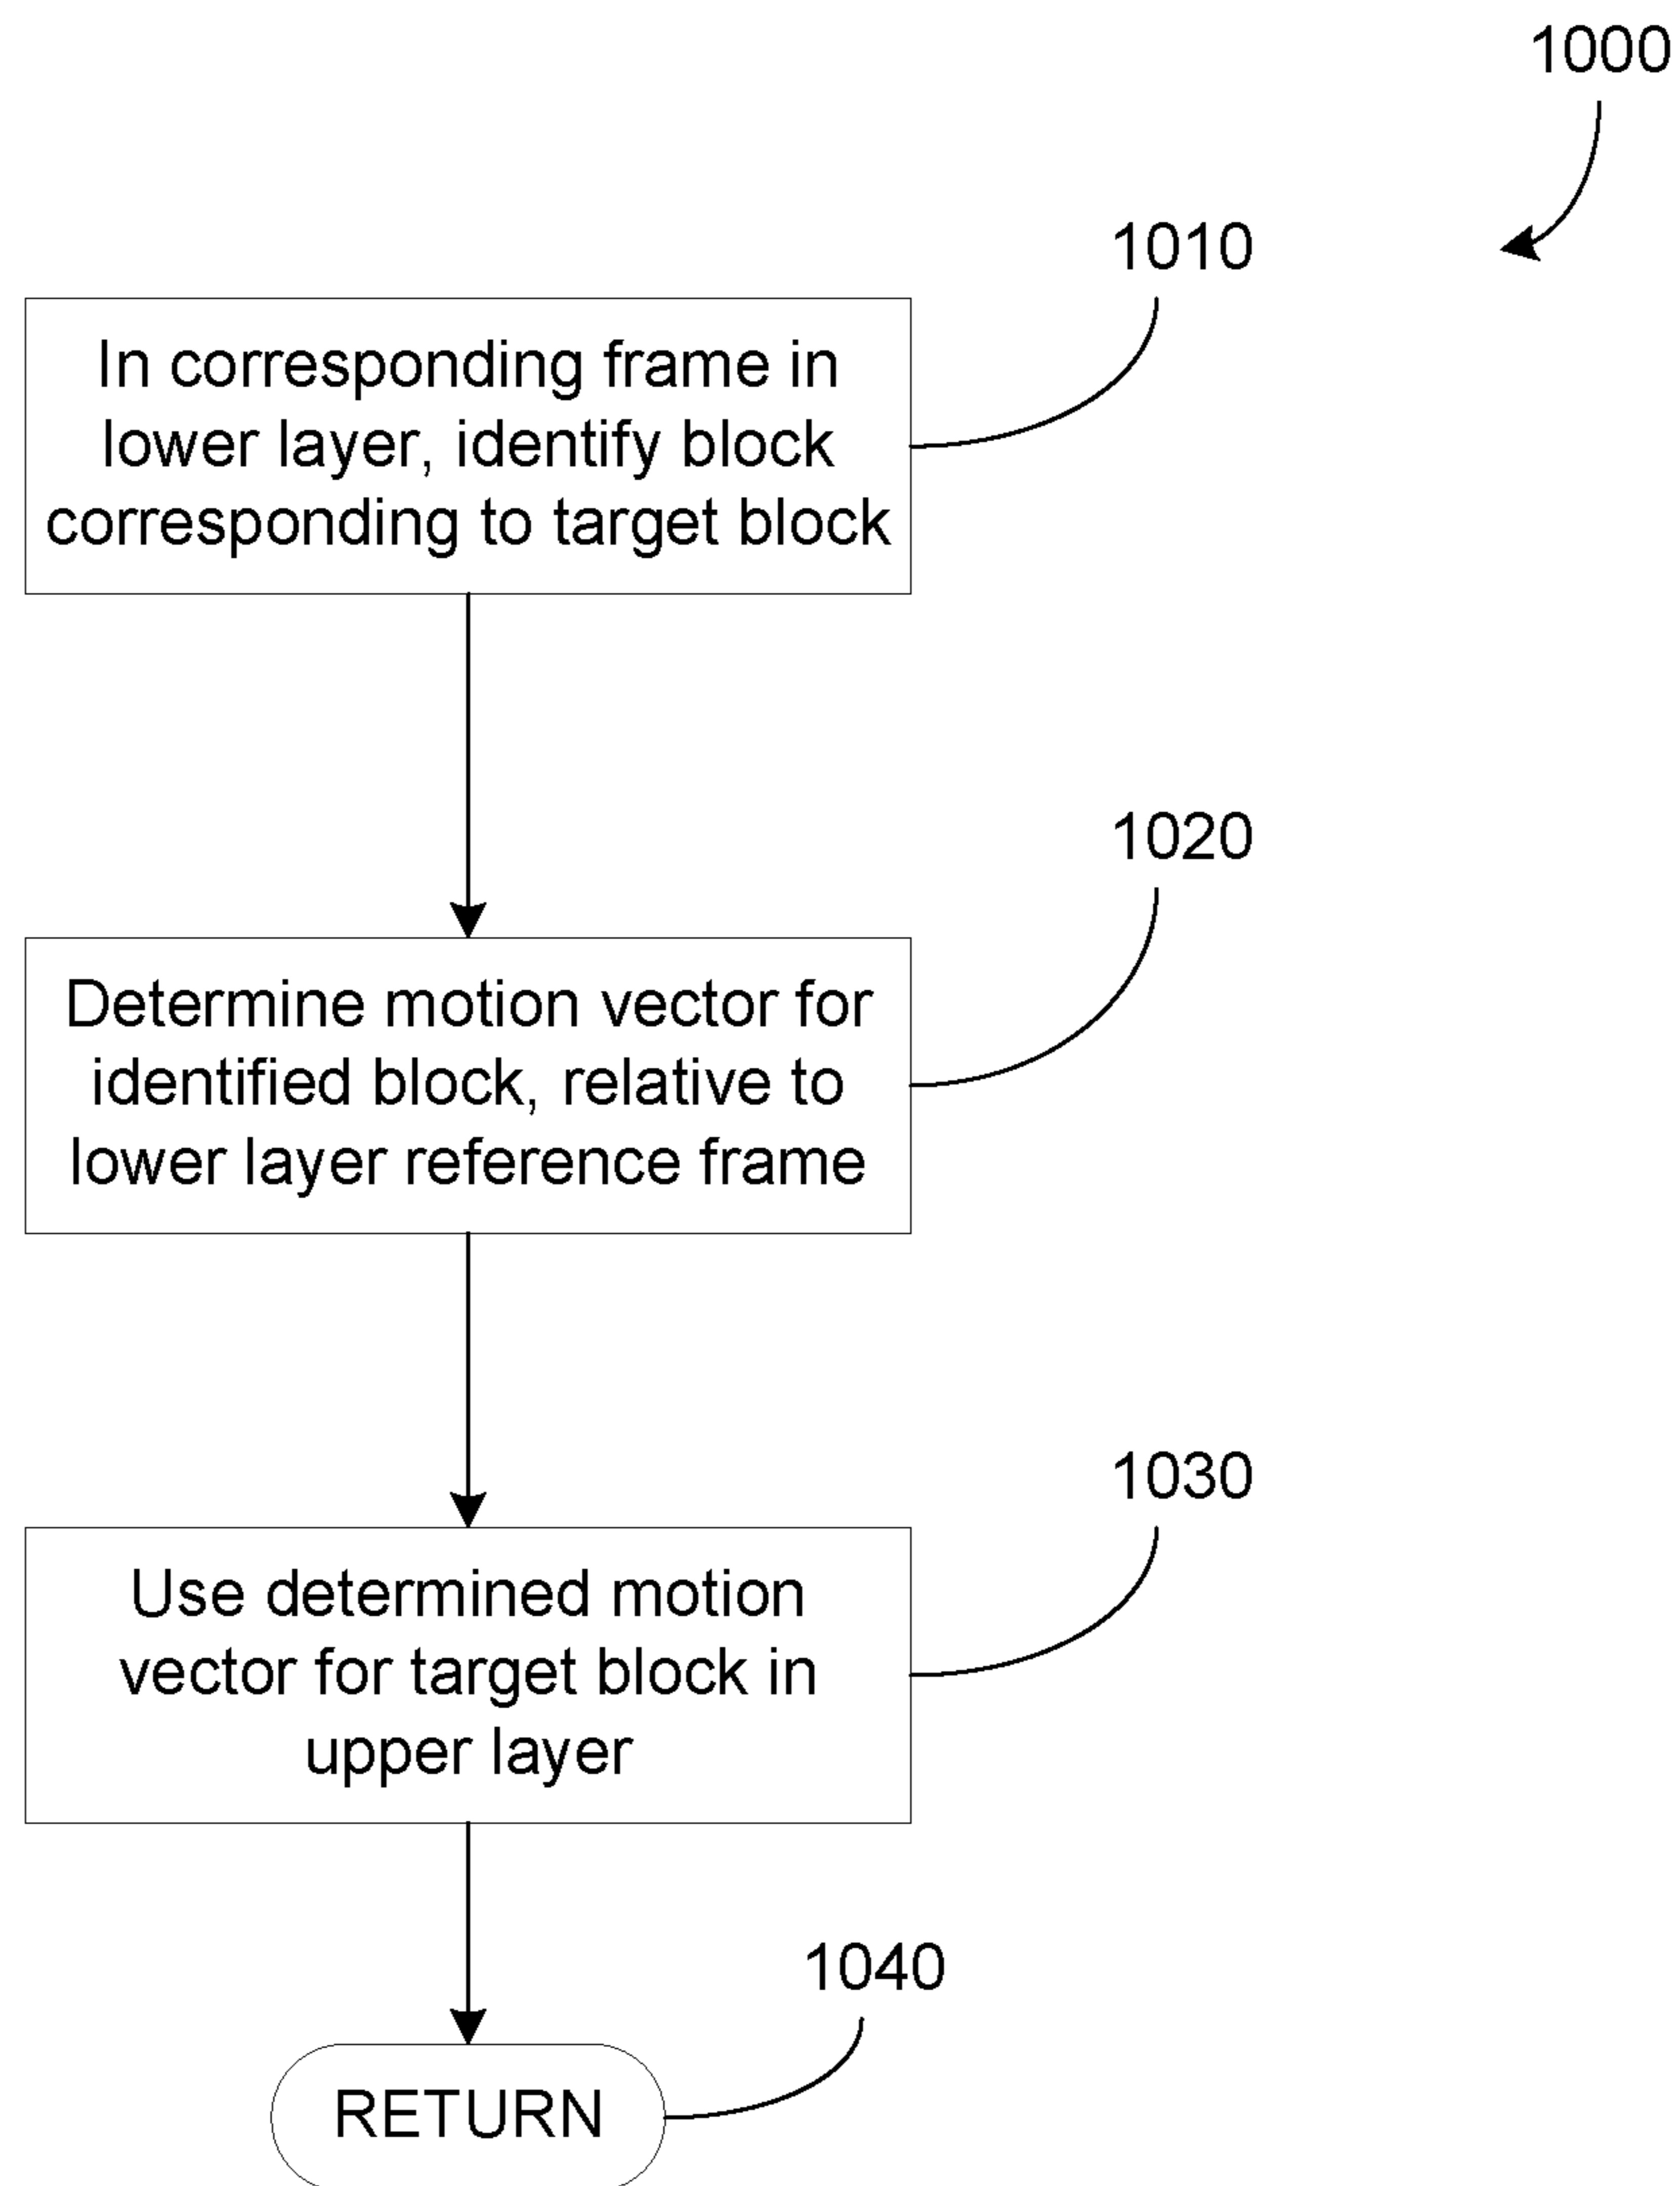 1000
1010
In corresponding frame in
lower layer, identify block
corresponding to target block
1020
Determine motion vector for
identified block, relative to
lower layer reference frame
1030
Use determined motion
vector for target block in
upper layer
1040
RETURN